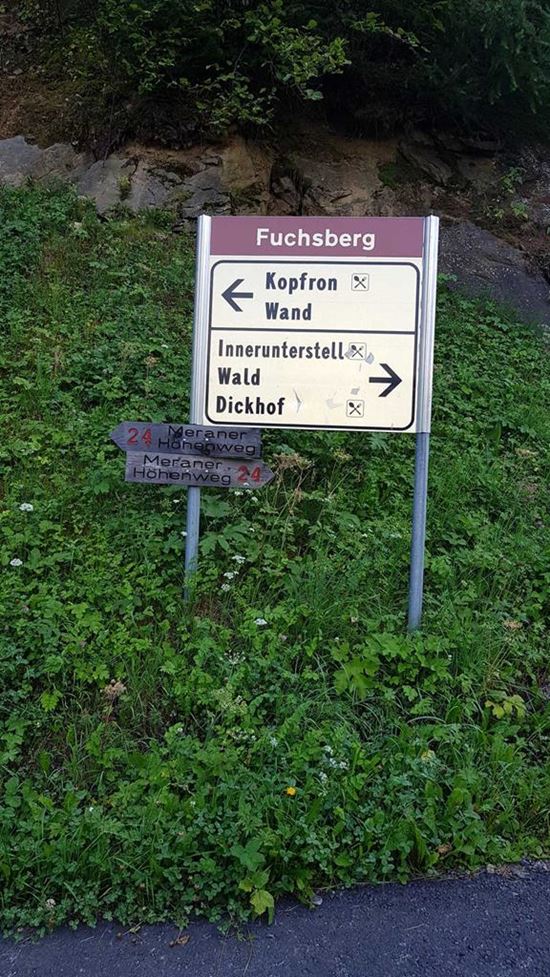 Fuchsberg
Kopfron
Wand
Innerunterstell
Wald
Dickhof
24 Meraner
Höhenweg
Meraner
Höhenweg 24